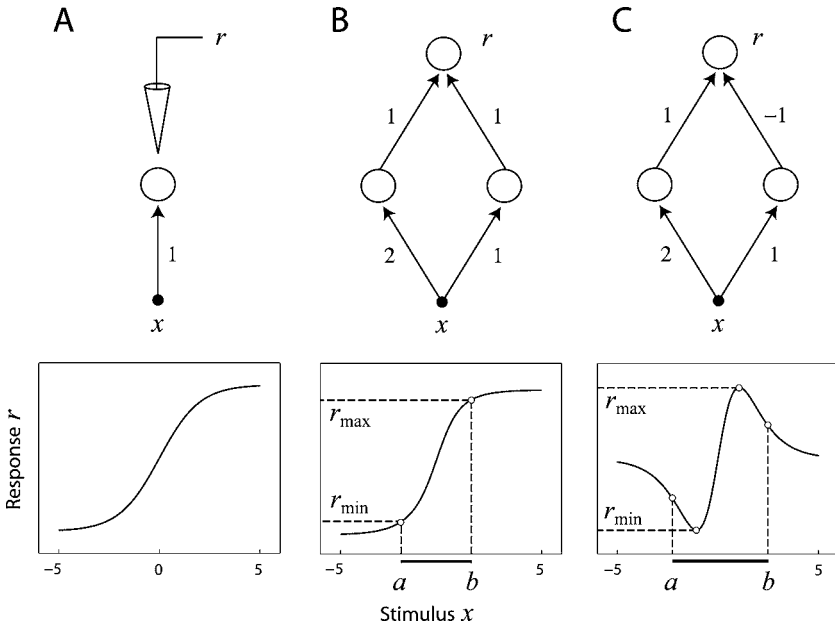 A B C
r r r
1 1 1 −1
1 2 1 2 1
x x x
Response r
r_max r_max
r_min r_min
−5 0 5 −5 a b 5 −5 a b 5
Stimulus x